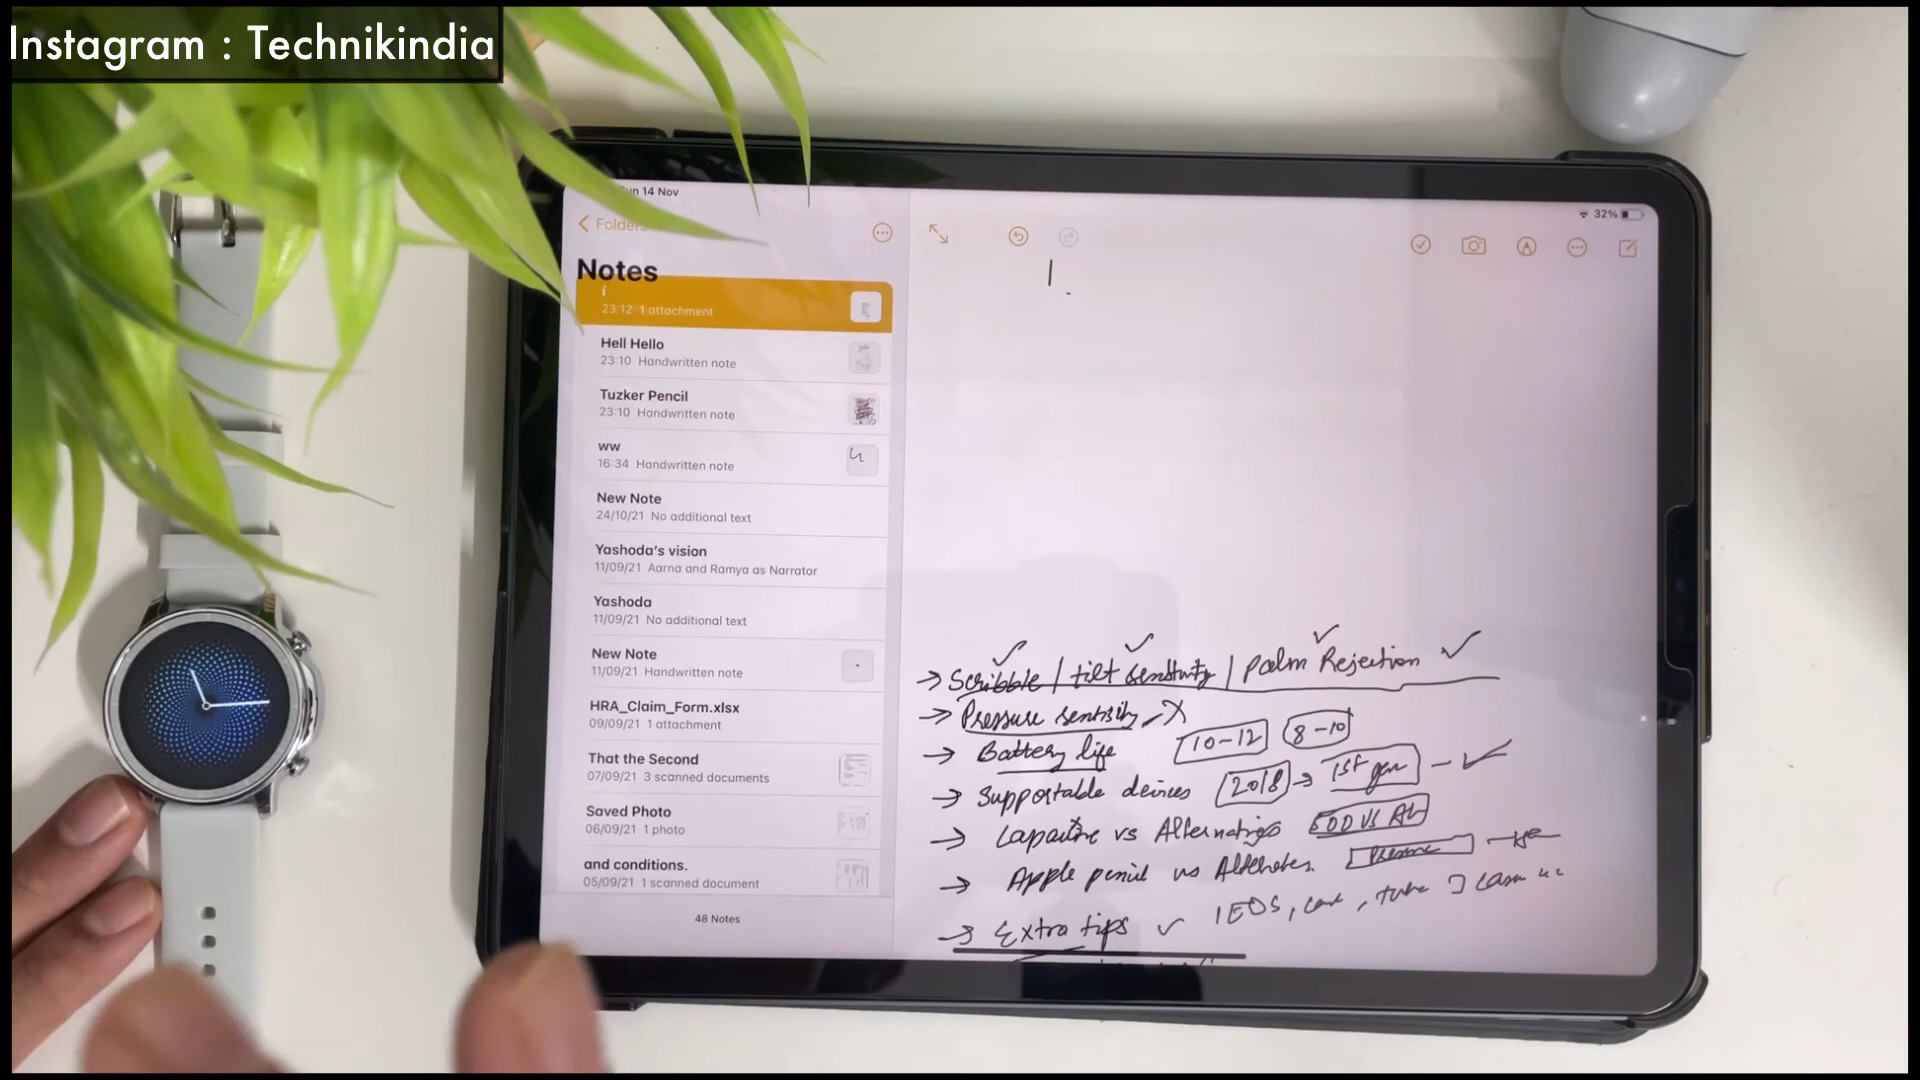 Instagram : Technikindia
un 14 Nov
32%
Folders
Notes
i
23:12 1 attachment
Hell Hello
23:10 Handwritten note
Tuzker Pencil
23:10 Handwritten note
ww
16:34 Handwritten note
New Note
24/10/21 No additional text
Yashoda's vision
11/09/21 Aarna and Ramya as Narrator
Yashoda
11/09/21 No additional text
New Note
11/09/21 Handwritten note
HRA_Claim_Form.xlsx
09/09/21 1 attachment
That the Second
07/09/21 3 scanned documents
Saved Photo
06/09/21 1 photo
and conditions.
05/09/21 1 scanned document
48 Notes
1.
→ Scribble / tilt sensitivity / palm Rejection ✓
→ Pressure - X
→ Battery life 10-12 8-10
→ Supportable devices 2018 → 1st gen - ✓
→ vs 500 vs
→ Apple pencil vs
→ Extra tips ✓